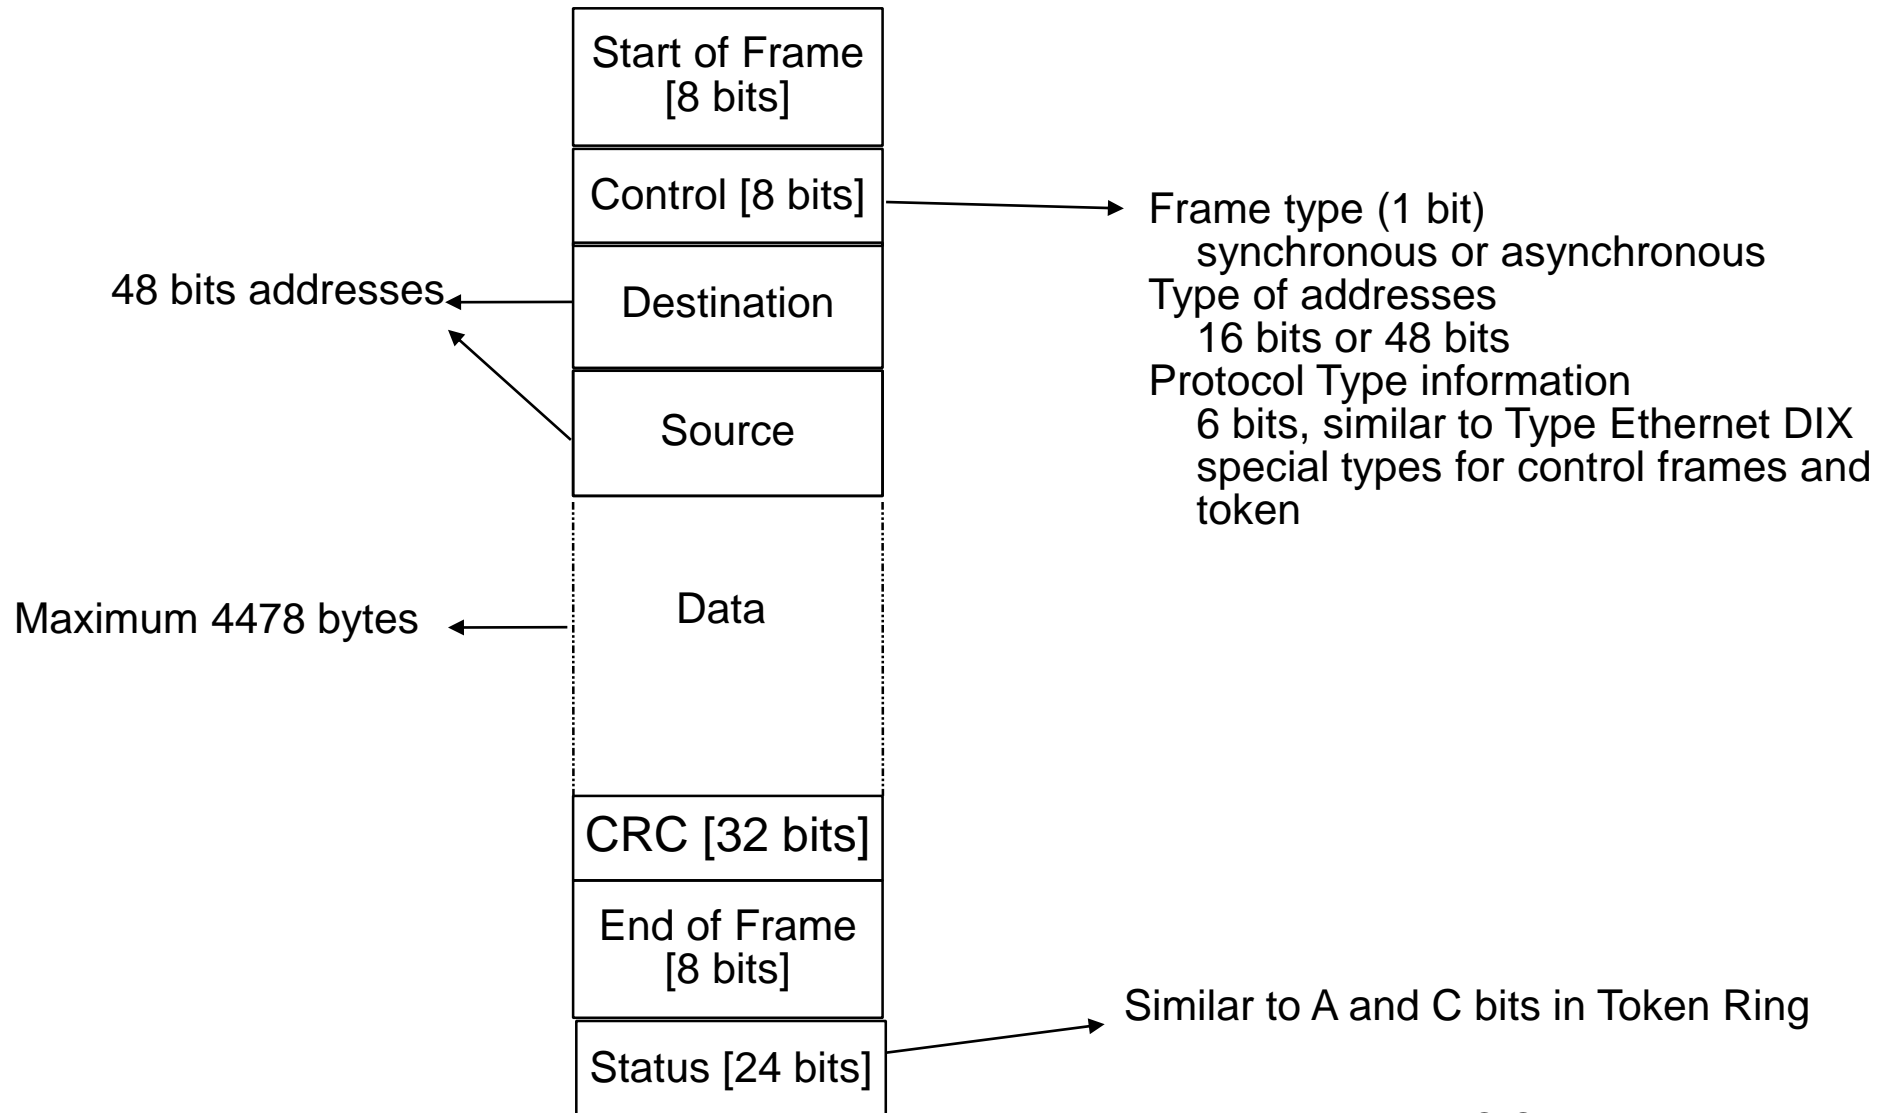 Start of Frame
[8 bits]
Control [8 bits]
Frame type (1 bit)
synchronous or asynchronous
Type of addresses
16 bits or 48 bits
Protocol Type information
6 bits, similar to Type Ethernet DIX
special types for control frames and
token
48 bits addresses
Destination
Source
Data
Maximum 4478 bytes
CRC [32 bits]
End of Frame
[8 bits]
Similar to A and C bits in Token Ring
Status [24 bits]